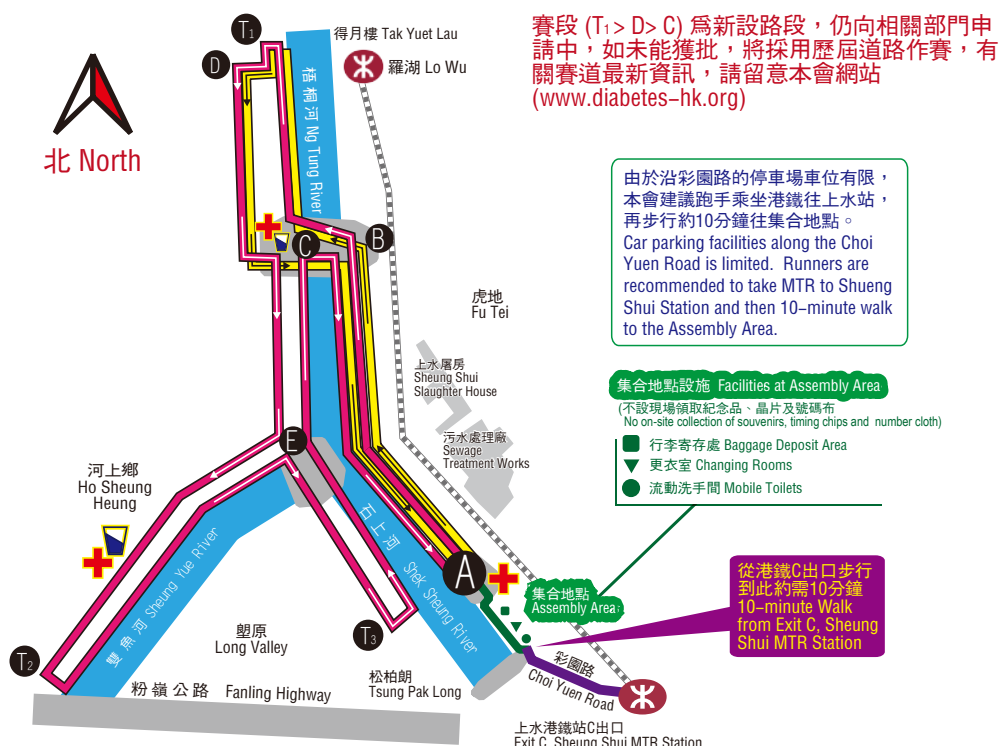 賽段 (T₁ > D> C) 爲新設路段，仍向相關部門申
請中，如未能獲批，將採用歷屆道路作賽，有
關賽道最新資訊，請留意本會網站
(www.diabetes–hk.org)
T₁
得月樓 Tak Yuet Lau
D
羅湖 Lo Wu
北 North
梧桐河 Ng Tung River
由於沿彩園路的停車場車位有限，
本會建議跑手乘坐港鐵往上水站，
再步行約10分鐘往集合地點。
Car parking facilities along the Choi
Yuen Road is limited. Runners are
recommended to take MTR to Shueng
Shui Station and then 10–minute walk
to the Assembly Area.
C
B
虎地
Fu Tei
上水屠房
Sheung Shui
Slaughter House
集合地點設施 Facilities at Assembly Area
(不設現場領取紀念品、晶片及號碼布
No on-site collection of souvenirs, timing chips and number cloth)
行李寄存處 Baggage Deposit Area
更衣室 Changing Rooms
流動洗手間 Mobile Toilets
污水處理廠
Sewage
Treatment Works
E
河上鄉
Ho Sheung
Heung
石上河 Shek Sheung River
雙魚河 Sheung Yue River
A
集合地點
Assembly Area
從港鐵C出口步行
到此約需10分鐘
10–minute Walk
from Exit C, Sheung
Shui MTR Station
T₃
塱原
Long Valley
T₂
松柏朗
Tsung Pak Long
彩園路
Choi Yuen Road
粉嶺公路 Fanling Highway
上水港鐵站C出口
Exit C, Sheung Shui MTR Station